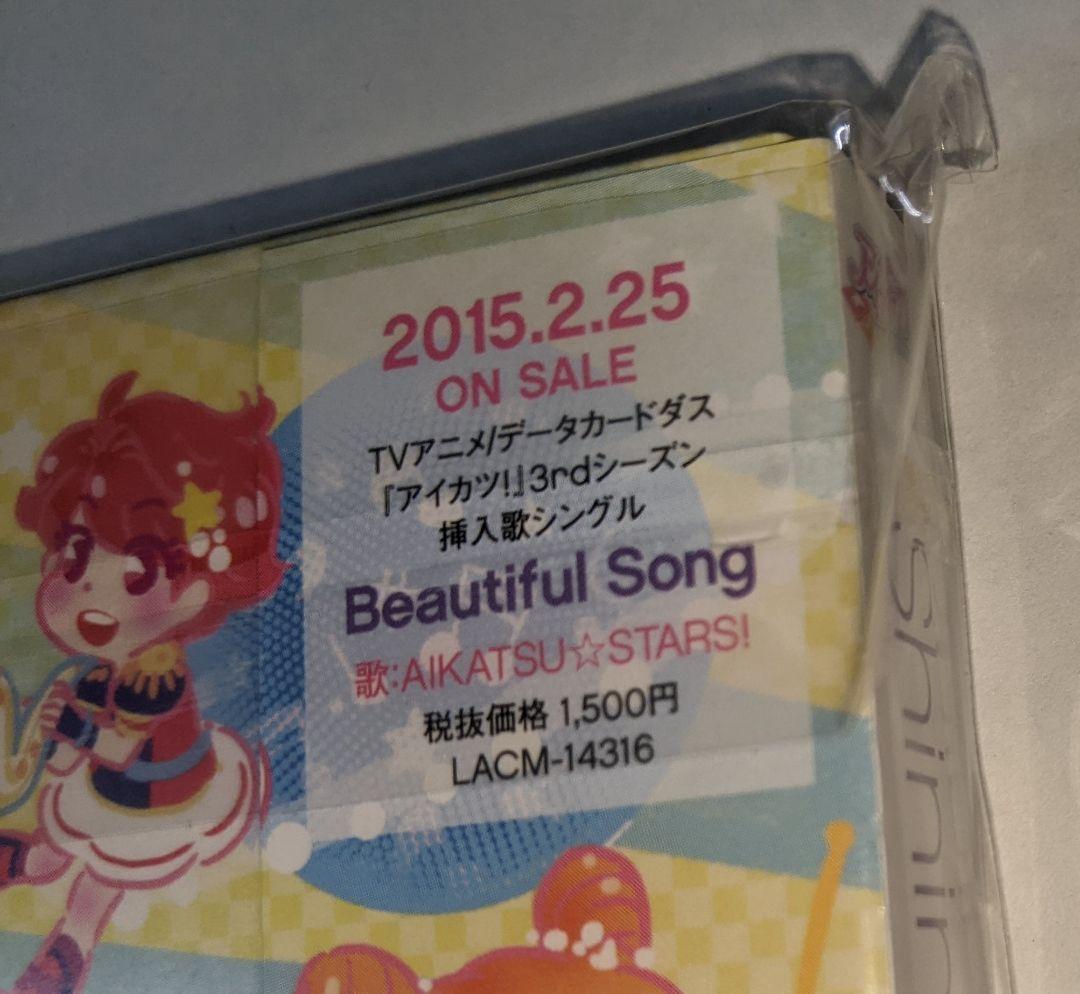 2015.2.25
ON SALE
TVアニメ/データカードダス
『アイカツ!』3rdシーズン
挿入歌シングル
Beautiful Song
歌:AIKATSU☆STARS!
税抜価格 1,500円
LACM-14316